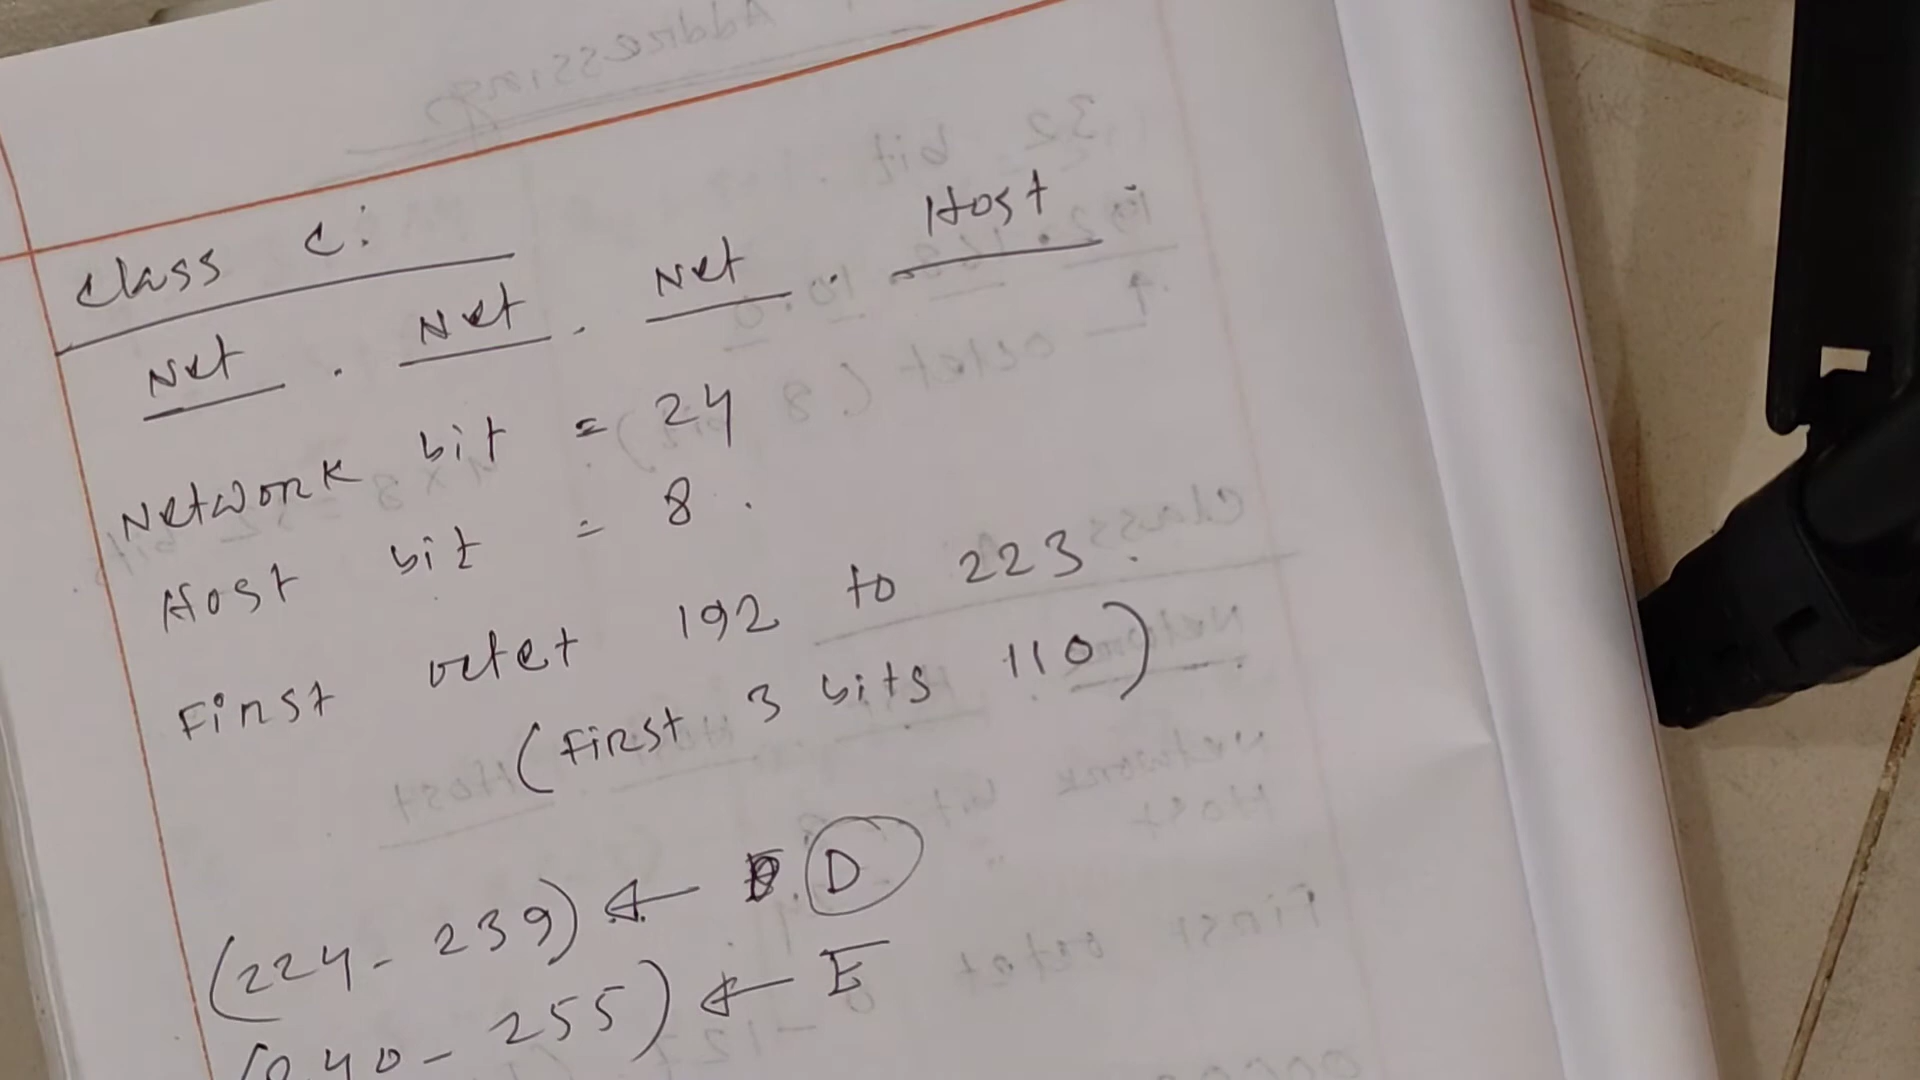 Class C:
Net . Net . Net . Host
Network bit = 24
Host bit = 8.
First octet 192 to 223.
(First 3 bits 110)
(224 - 239) ← D
(240 - 255) ← E